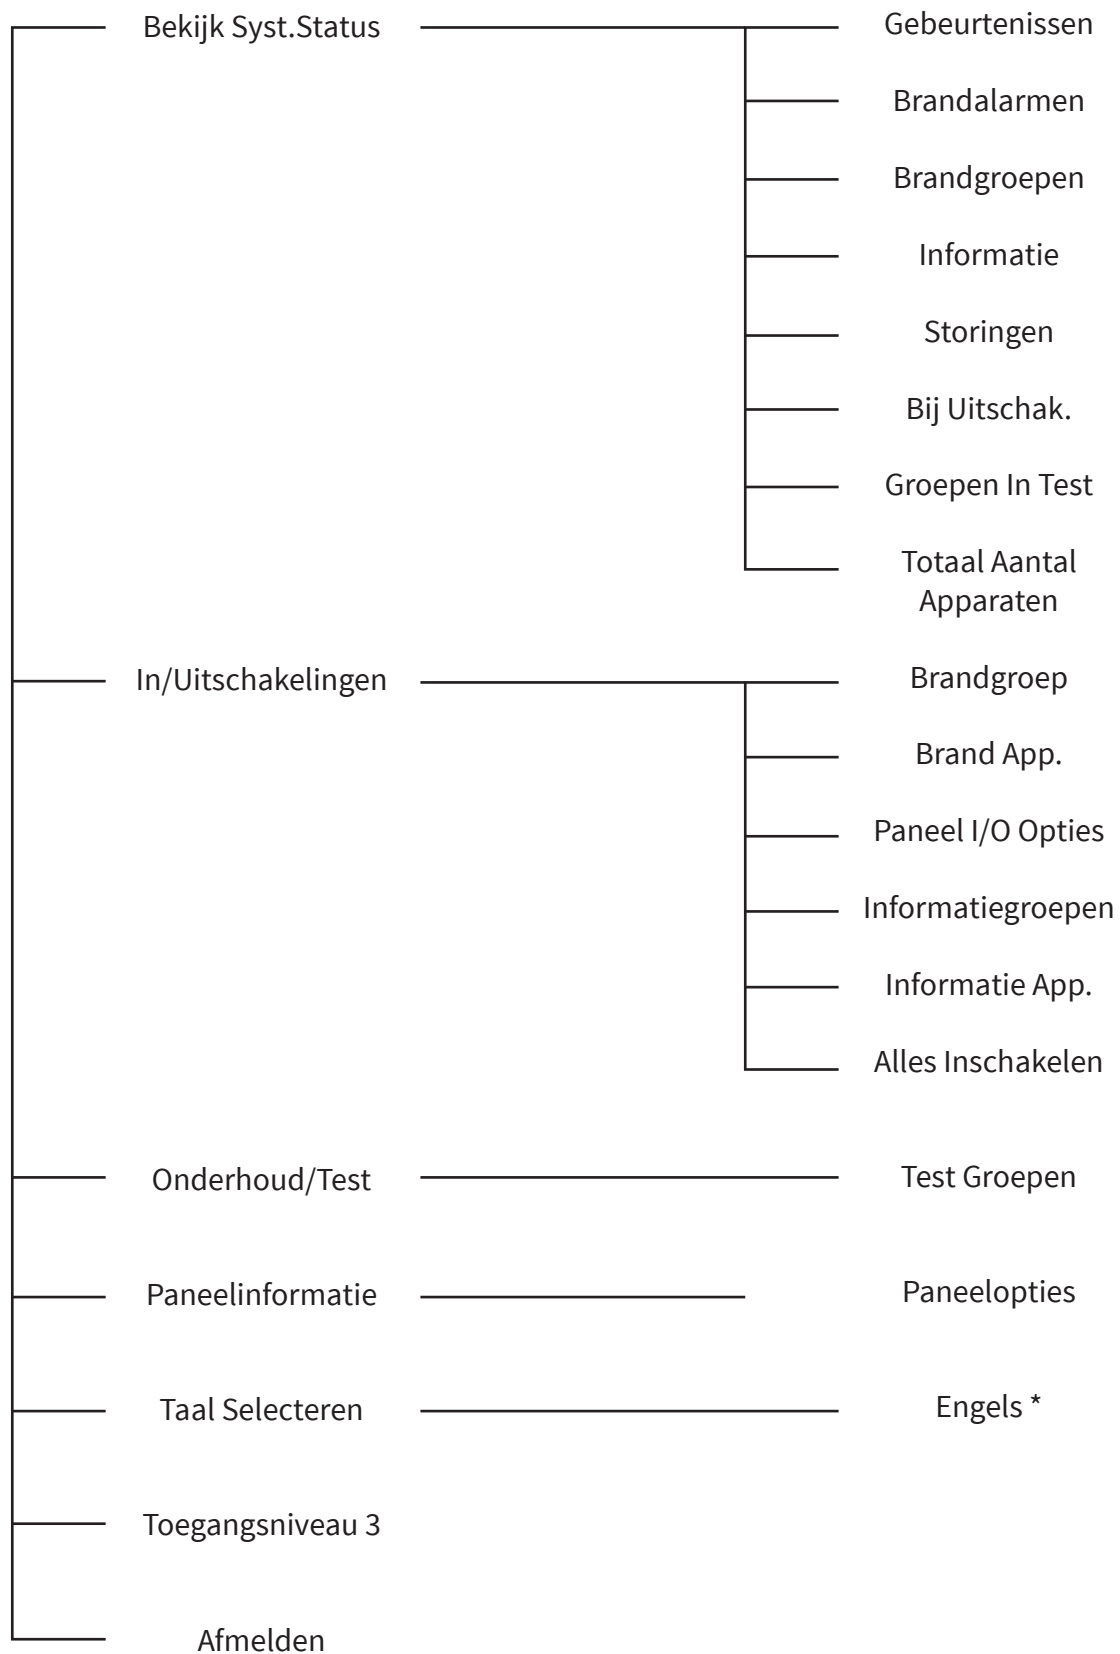 Bekijk Syst.Status
Gebeurtenissen
Brandalarmen
Brandgroepen
Informatie
Storingen
Bij Uitschak.
Groepen In Test
Totaal Aantal
Apparaten
In/Uitschakelingen
Brandgroep
Brand App.
Paneel I/O Opties
Informatiegroepen
Informatie App.
Alles Inschakelen
Onderhoud/Test
Test Groepen
Paneelinformatie
Paneelopties
Taal Selecteren
Engels *
Toegangsniveau 3
Afmelden